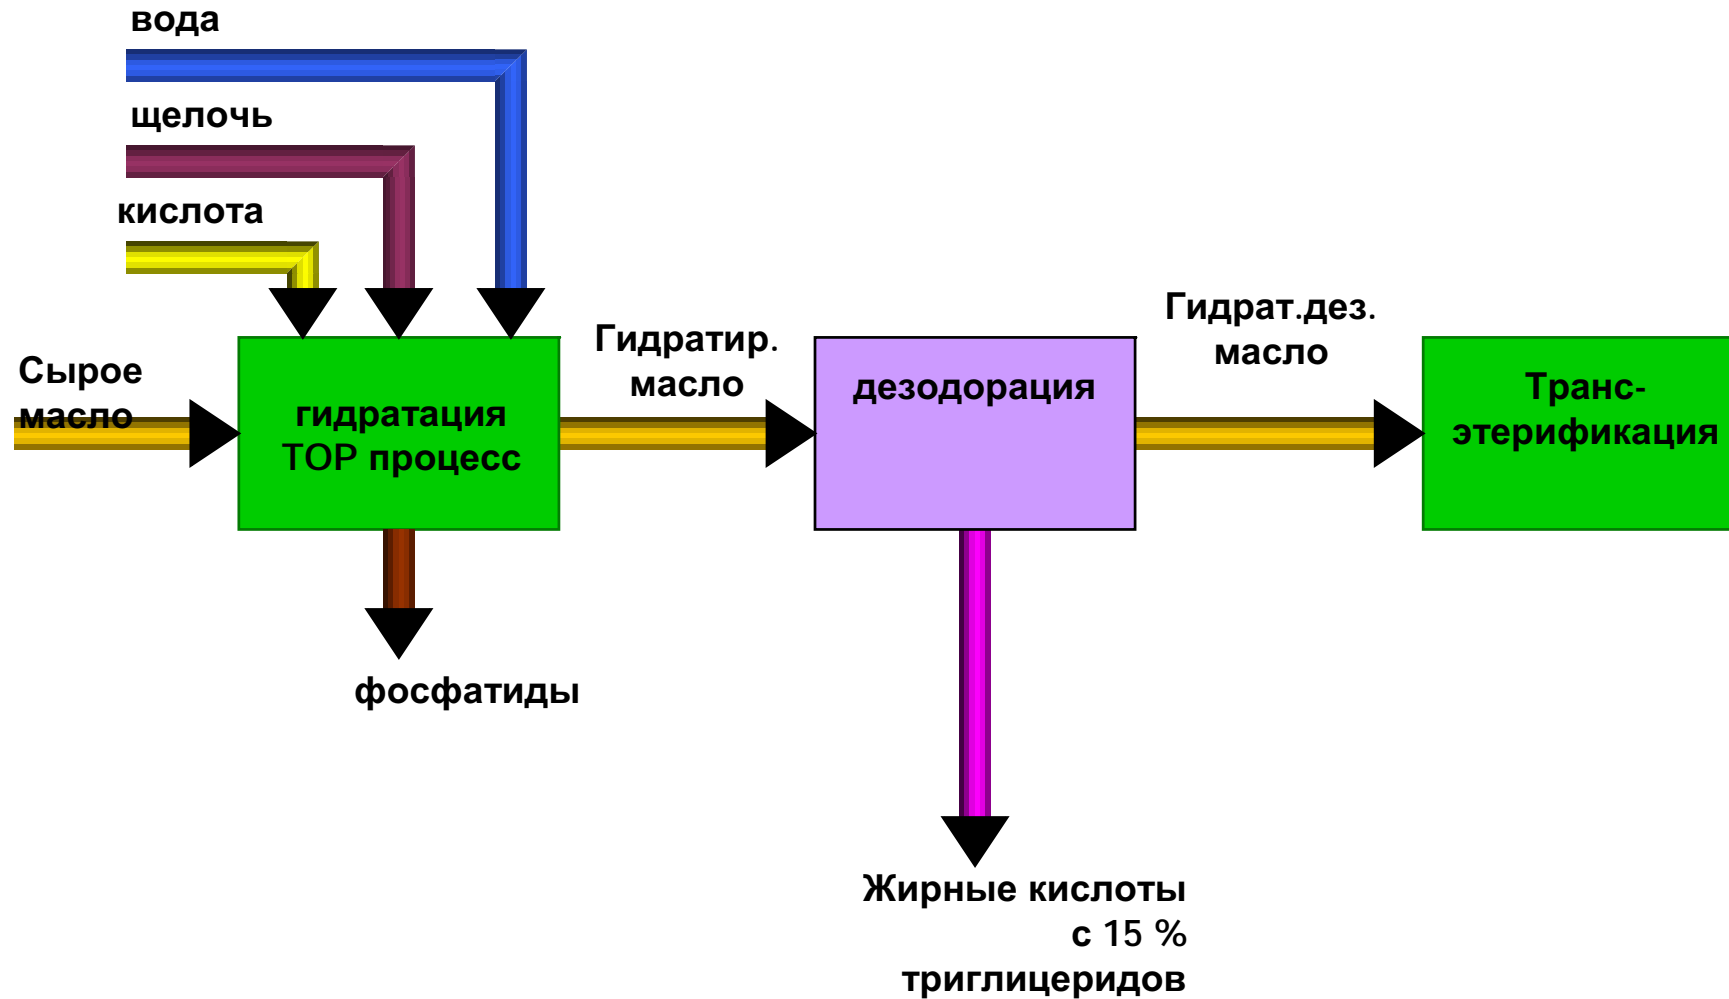 вода
щелочь
кислота
Сырое
масло
гидратация
TOP процесс
фосфатиды
Гидратир.
масло
дезодорация
Жирные кислоты
с 15 %
триглицеридов
Гидрат.дез.
масло
Транс-
этерификация